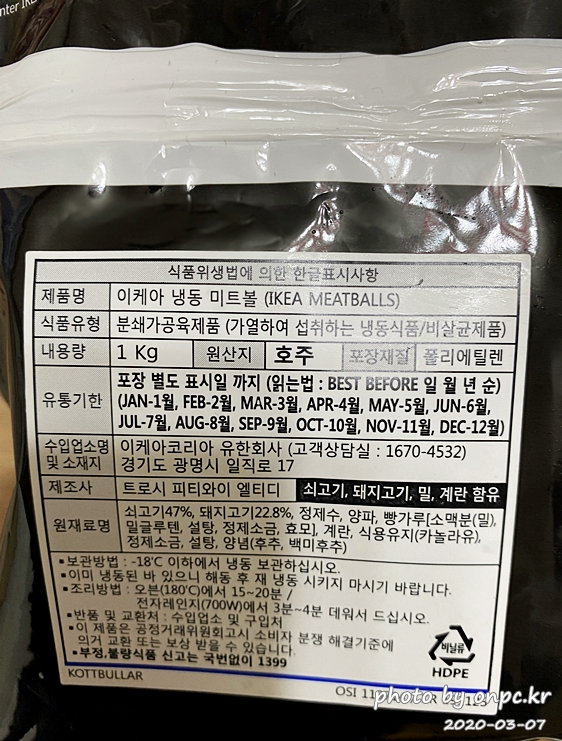 nter IKE
식품위생법에 의한 한글표시사항
제품명 이케아 냉동 미트볼 (IKEA MEATBALLS)
식품유형 분쇄가공육제품 (가열하여 섭취하는 냉동식품/비살균제품)
내용량 1 Kg 원산지 호주 포장재질 폴리에틸렌
유통기한 포장 별도 표시일 까지 (읽는법 : BEST BEFORE 일 월 년 순)
(JAN-1월, FEB-2월, MAR-3월, APR-4월, MAY-5월, JUN-6월,
JUL-7월, AUG-8월, SEP-9월, OCT-10월, NOV-11월, DEC-12월)
수입업소명 및 소재지 이케아코리아 유한회사 (고객상담실 : 1670-4532)
경기도 광명시 일직로 17
제조사 트로시 피티와이 엘티디 쇠고기, 돼지고기, 밀, 계란 함유
원재료명 쇠고기47%, 돼지고기22.8%, 정제수, 양파, 빵가루[소맥분(밀),
밀글루텐, 설탕, 정제소금, 효모], 계란, 식용유지(카놀라유),
정제소금, 설탕, 양념(후추, 백미후추)
▪보관방법 : -18℃ 이하에서 냉동 보관하십시오.
▪이미 냉동된 바 있으니 해동 후 재 냉동 시키지 마시기 바랍니다.
▪조리방법 : 오븐(180℃)에서 15~20분 /
전자레인지(700W)에서 3분~4분 데워서 드십시오.
▪반품 및 교환처 : 수입업소 및 구입처
▪이 제품은 공정거래위원회고시 소비자 분쟁 해결기준에
의거 교환 또는 보상 받을 수 있습니다.
▪부정,불량식품 신고는 국번없이 1399
비닐류
HDPE
KOTTBULLAR
OSI 11
photo by onpc.kr
2020-03-07